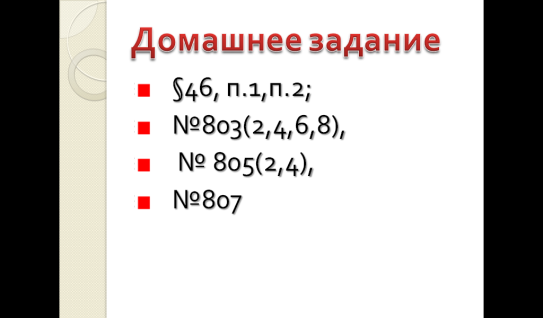 Домашнее задание
§46, п.1,п.2;
№803(2,4,6,8),
№ 805(2,4),
№807